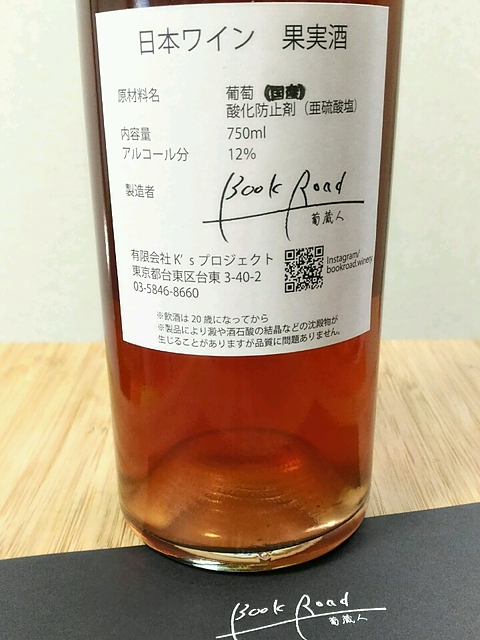 日本ワイン 果実酒
原材料名 葡萄
酸化防止剤（亜硫酸塩）
内容量 750ml
アルコール分 12%
製造者 Book Road
葡蔵人
有限会社 K's プロジェクト
東京都台東区台東 3-40-2
03-5846-8660
Instagram/
bookroad.winery
※飲酒は 20 歳になってから
※製品により澱や酒石酸の結晶などの沈殿物が
生じることがありますが品質に問題ありません。
Book Road
葡蔵人